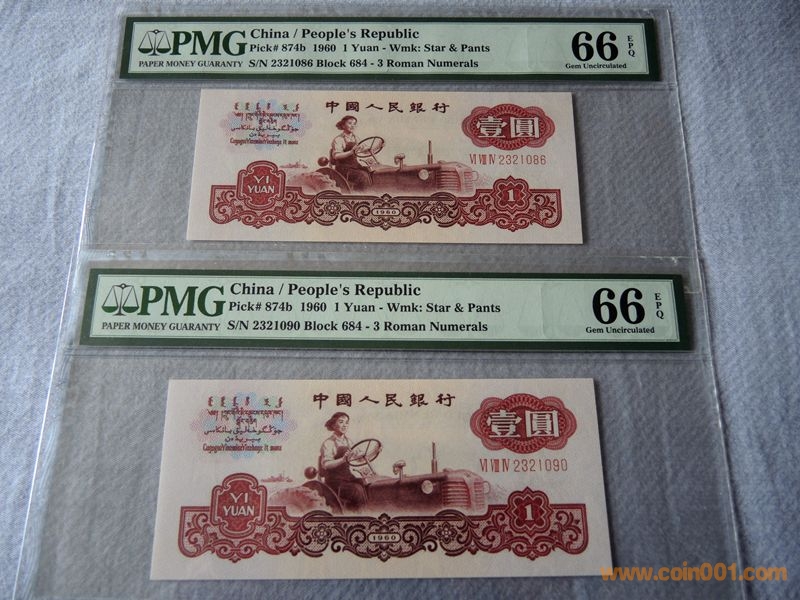 PMG
PAPER MONEY GUARANTY
China / People's Republic
Pick# 874b 1960 1 Yuan - Wmk: Star & Pants
S/N 2321086 Block 684 - 3 Roman Numerals
66 EPQ
Gem Uncirculated
中國人民銀行
壹圓
VI VIII IV 2321086
YI
YUAN
1960
1
PMG
PAPER MONEY GUARANTY
China / People's Republic
Pick# 874b 1960 1 Yuan - Wmk: Star & Pants
S/N 2321090 Block 684 - 3 Roman Numerals
66 EPQ
Gem Uncirculated
中國人民銀行
壹圓
VI VIII IV 2321090
YI
YUAN
1960
1
www.coin001.com